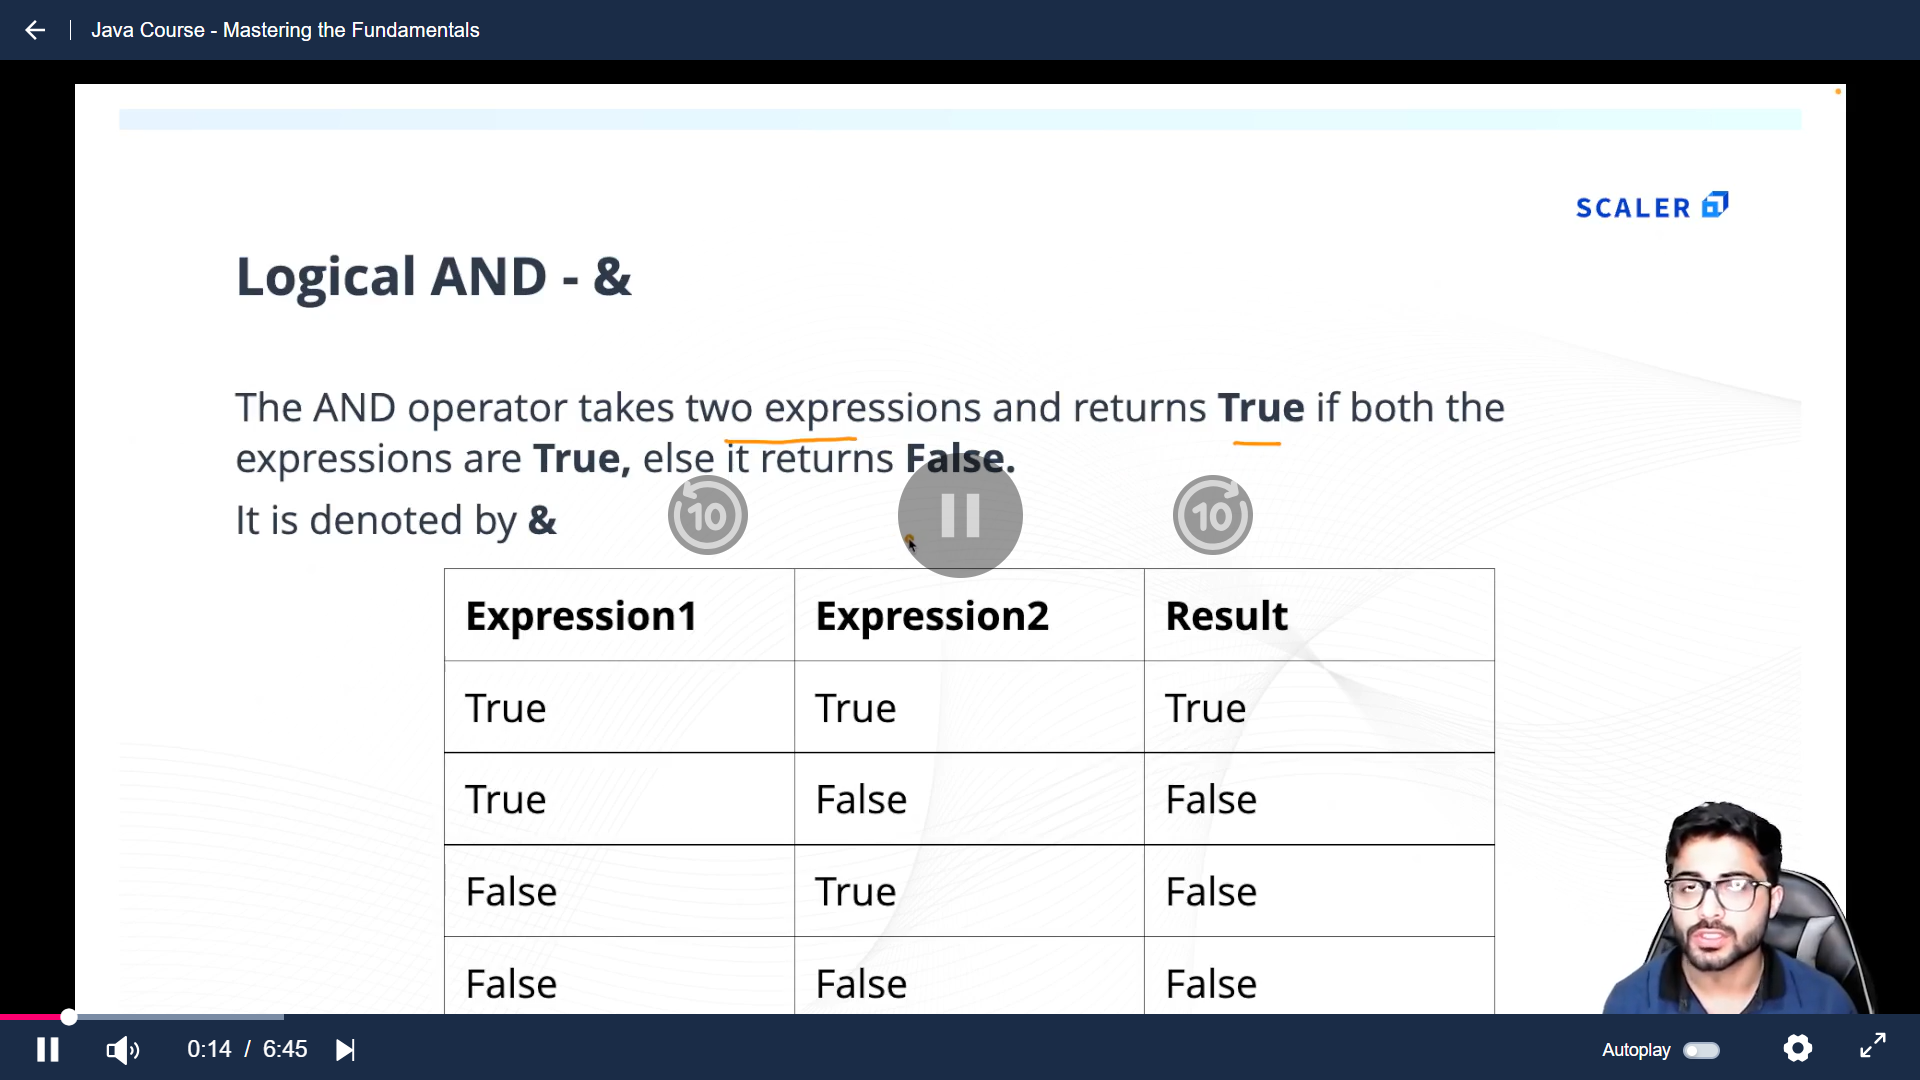 Java Course - Mastering the Fundamentals
SCALER
Logical AND - &
The AND operator takes two expressions and returns True if both the
expressions are True, else it returns False.
It is denoted by &
10
10
Expression1 Expression2 Result
True True True
True False False
False True False
False False False
0:14 / 6:45
Autoplay